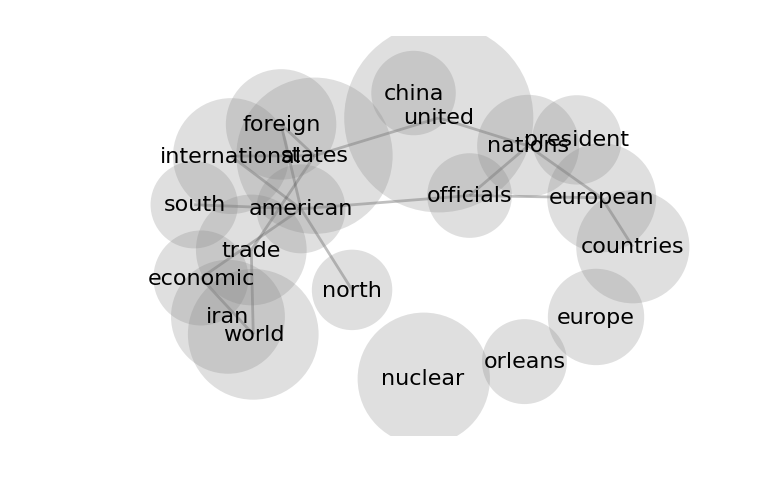 china
united
foreign
president
nations
international
states
officials
european
south
american
countries
trade
economic
north
iran
europe
world
orleans
nuclear